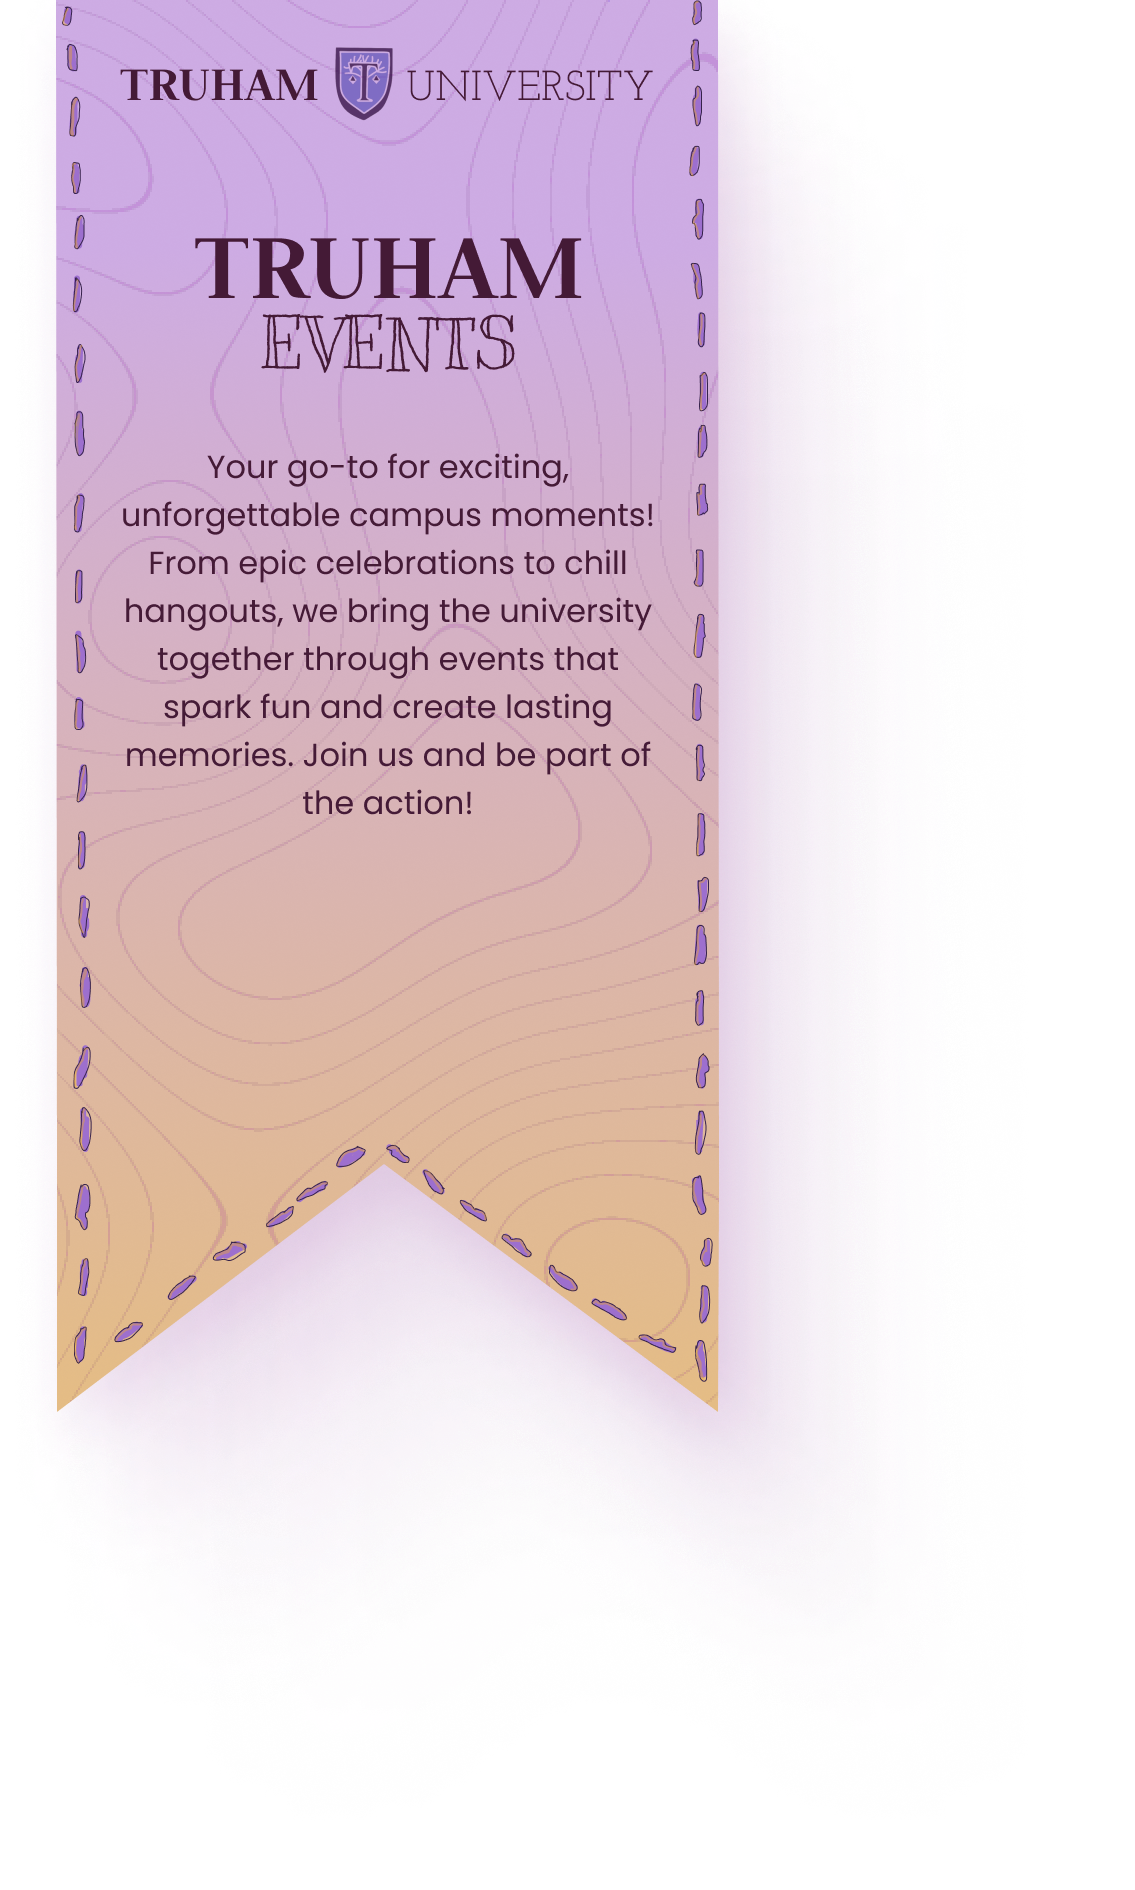 TRUHAM UNIVERSITY
TRUHAM
EVENTS
Your go-to for exciting,
unforgettable campus moments!
From epic celebrations to chill
hangouts, we bring the university
together through events that
spark fun and create lasting
memories. Join us and be part of
the action!